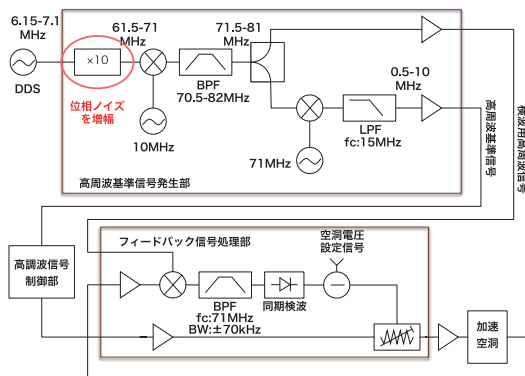 6.15-7.1
MHz
DDS
×10
位相ノイズ
を増幅
61.5-71
MHz
10MHz
BPF
70.5-82MHz
71.5-81
MHz
71MHz
0.5-10
MHz
LPF
fc:15MHz
高周波基準信号発生部
高周波基準信号
検波用高周波信号
高調波信号
制御部
フィードバック信号処理部
BPF
fc:71MHz
BW:±70kHz
同期検波
空洞電圧
設定信号
加速
空洞